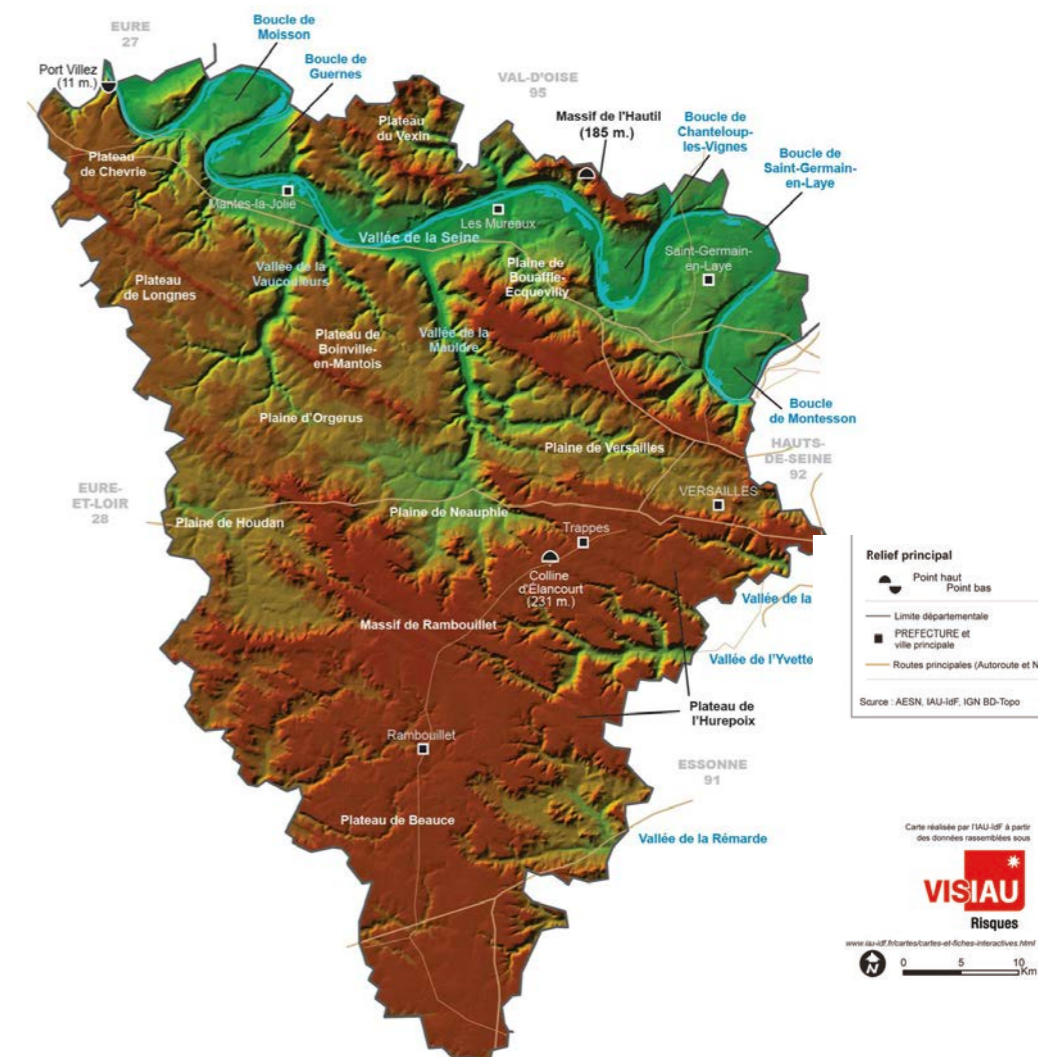 EURE
27
Boucle de
Moisson
Boucle de
Guernes
Port Villez
(11 m.)
VAL-D'OISE
95
Massif de l'Hautil
(185 m.)
Boucle de
Chanteloup-
les-Vignes
Boucle de
Saint-Germain-
en-Laye
Plateau
du Vexin
Plateau
de Chevrie
Mantes-la-Jolie
Les Mureaux
Vallée de la Seine
Saint-Germain-
en-Laye
Plaine de
Bouaffle-
Ecquevilly
Vallée de la
Vaucouleurs
Plateau
de Longnes
Plateau de
Boinville-
en-Mantois
Vallée de la
Mauldre
Boucle
de Montesson
Plaine d'Orgerus
Plaine de Versailles
HAUTS-
DE-SEINE
92
EURE-
ET-LOIR
28
VERSAILLES
Plaine de Houdan
Plaine de Neauphle
Trappes
Colline
d'Élancourt
(231 m.)
Massif de Rambouillet
Vallée de la
Vallée de l'Yvette
Plateau de
l'Hurepoix
Rambouillet
ESSONNE
91
Plateau de Beauce
Vallée de la Rémarde
Relief principal
Point haut
Point bas
Limite départementale
PREFECTURE et
ville principale
Routes principales (Autoroute et N
Source : AESN, IAU-IdF, IGN BD-Topo
Carte réalisée par l'IAU-IdF à partir
des données rassemblées sous
VISIAU
Risques
www.iau-idf.fr/cartes/cartes-et-fiches-interactives.html
N
0 5 10
Km